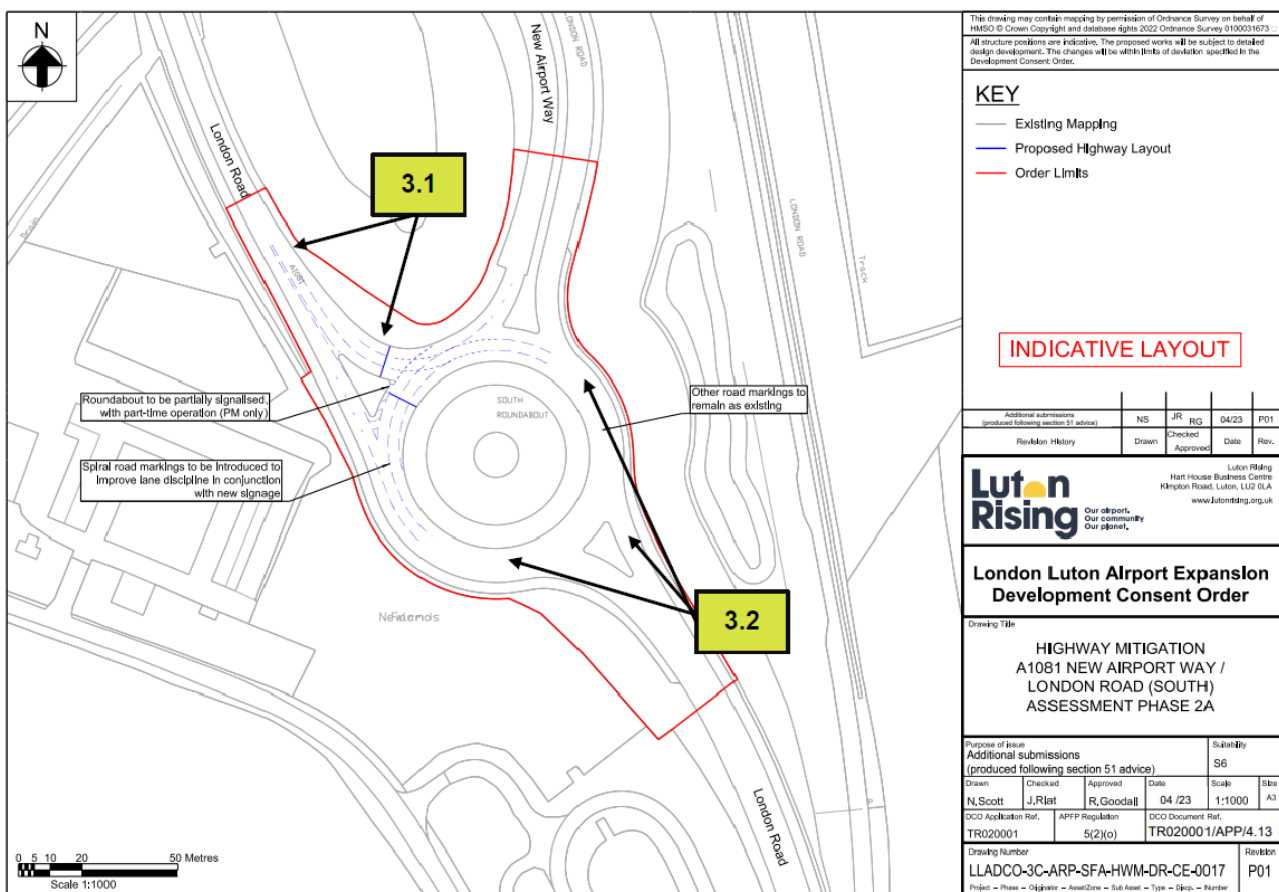 N
London Road
New Airport Way
LONDON ROAD
3.1
A1081
Drain
LONDON ROAD
Track
Roundabout to be partially signalised,
with part-time operation (PM only)
SOUTH
ROUNDABOUT
Other road markings to
remain as existing
Spiral road markings to be introduced to
improve lane discipline in conjunction
with new signage
3.2
London Road
0 5 10 20 50 Metres
Scale 1:1000
This drawing may contain mapping by permission of Ordnance Survey on behalf of
HMSO © Crown Copyright and database rights 2022 Ordnance Survey 0100031673
All structure positions are indicative. The proposed works will be subject to detailed
design development. The changes will be within limits of deviation specified in the
Development Consent Order.
KEY
Existing Mapping
Proposed Highway Layout
Order Limits
INDICATIVE LAYOUT
Additional submissions
(produced following section 51 advice)
NS JR RG 04/23 P01
Revision History Drawn Checked Approved Date Rev.
Luton
Rising
Our airport.
Our community
Our planet.
Luton Rising
Hart House Business Centre
Kimpton Road, Luton, LU2 0LA
www.lutonrising.org.uk
London Luton Airport Expansion
Development Consent Order
Drawing Title
HIGHWAY MITIGATION
A1081 NEW AIRPORT WAY /
LONDON ROAD (SOUTH)
ASSESSMENT PHASE 2A
Purpose of issue
Additional submissions
(produced following section 51 advice)
Suitability
S6
Drawn Checked Approved Date Scale Size
N.Scott J.Riat R.Goodall 04 /23 1:1000 A3
DCO Application Ref. APFP Regulation DCO Document Ref.
TR020001 5(2)(o) TR020001/APP/4.13
Drawing Number Revision
LLADCO-3C-ARP-SFA-HWM-DR-CE-0017 P01
Project – Phase – Originator – Asset/Zone – Sub Asset – Type – Discp. – Number